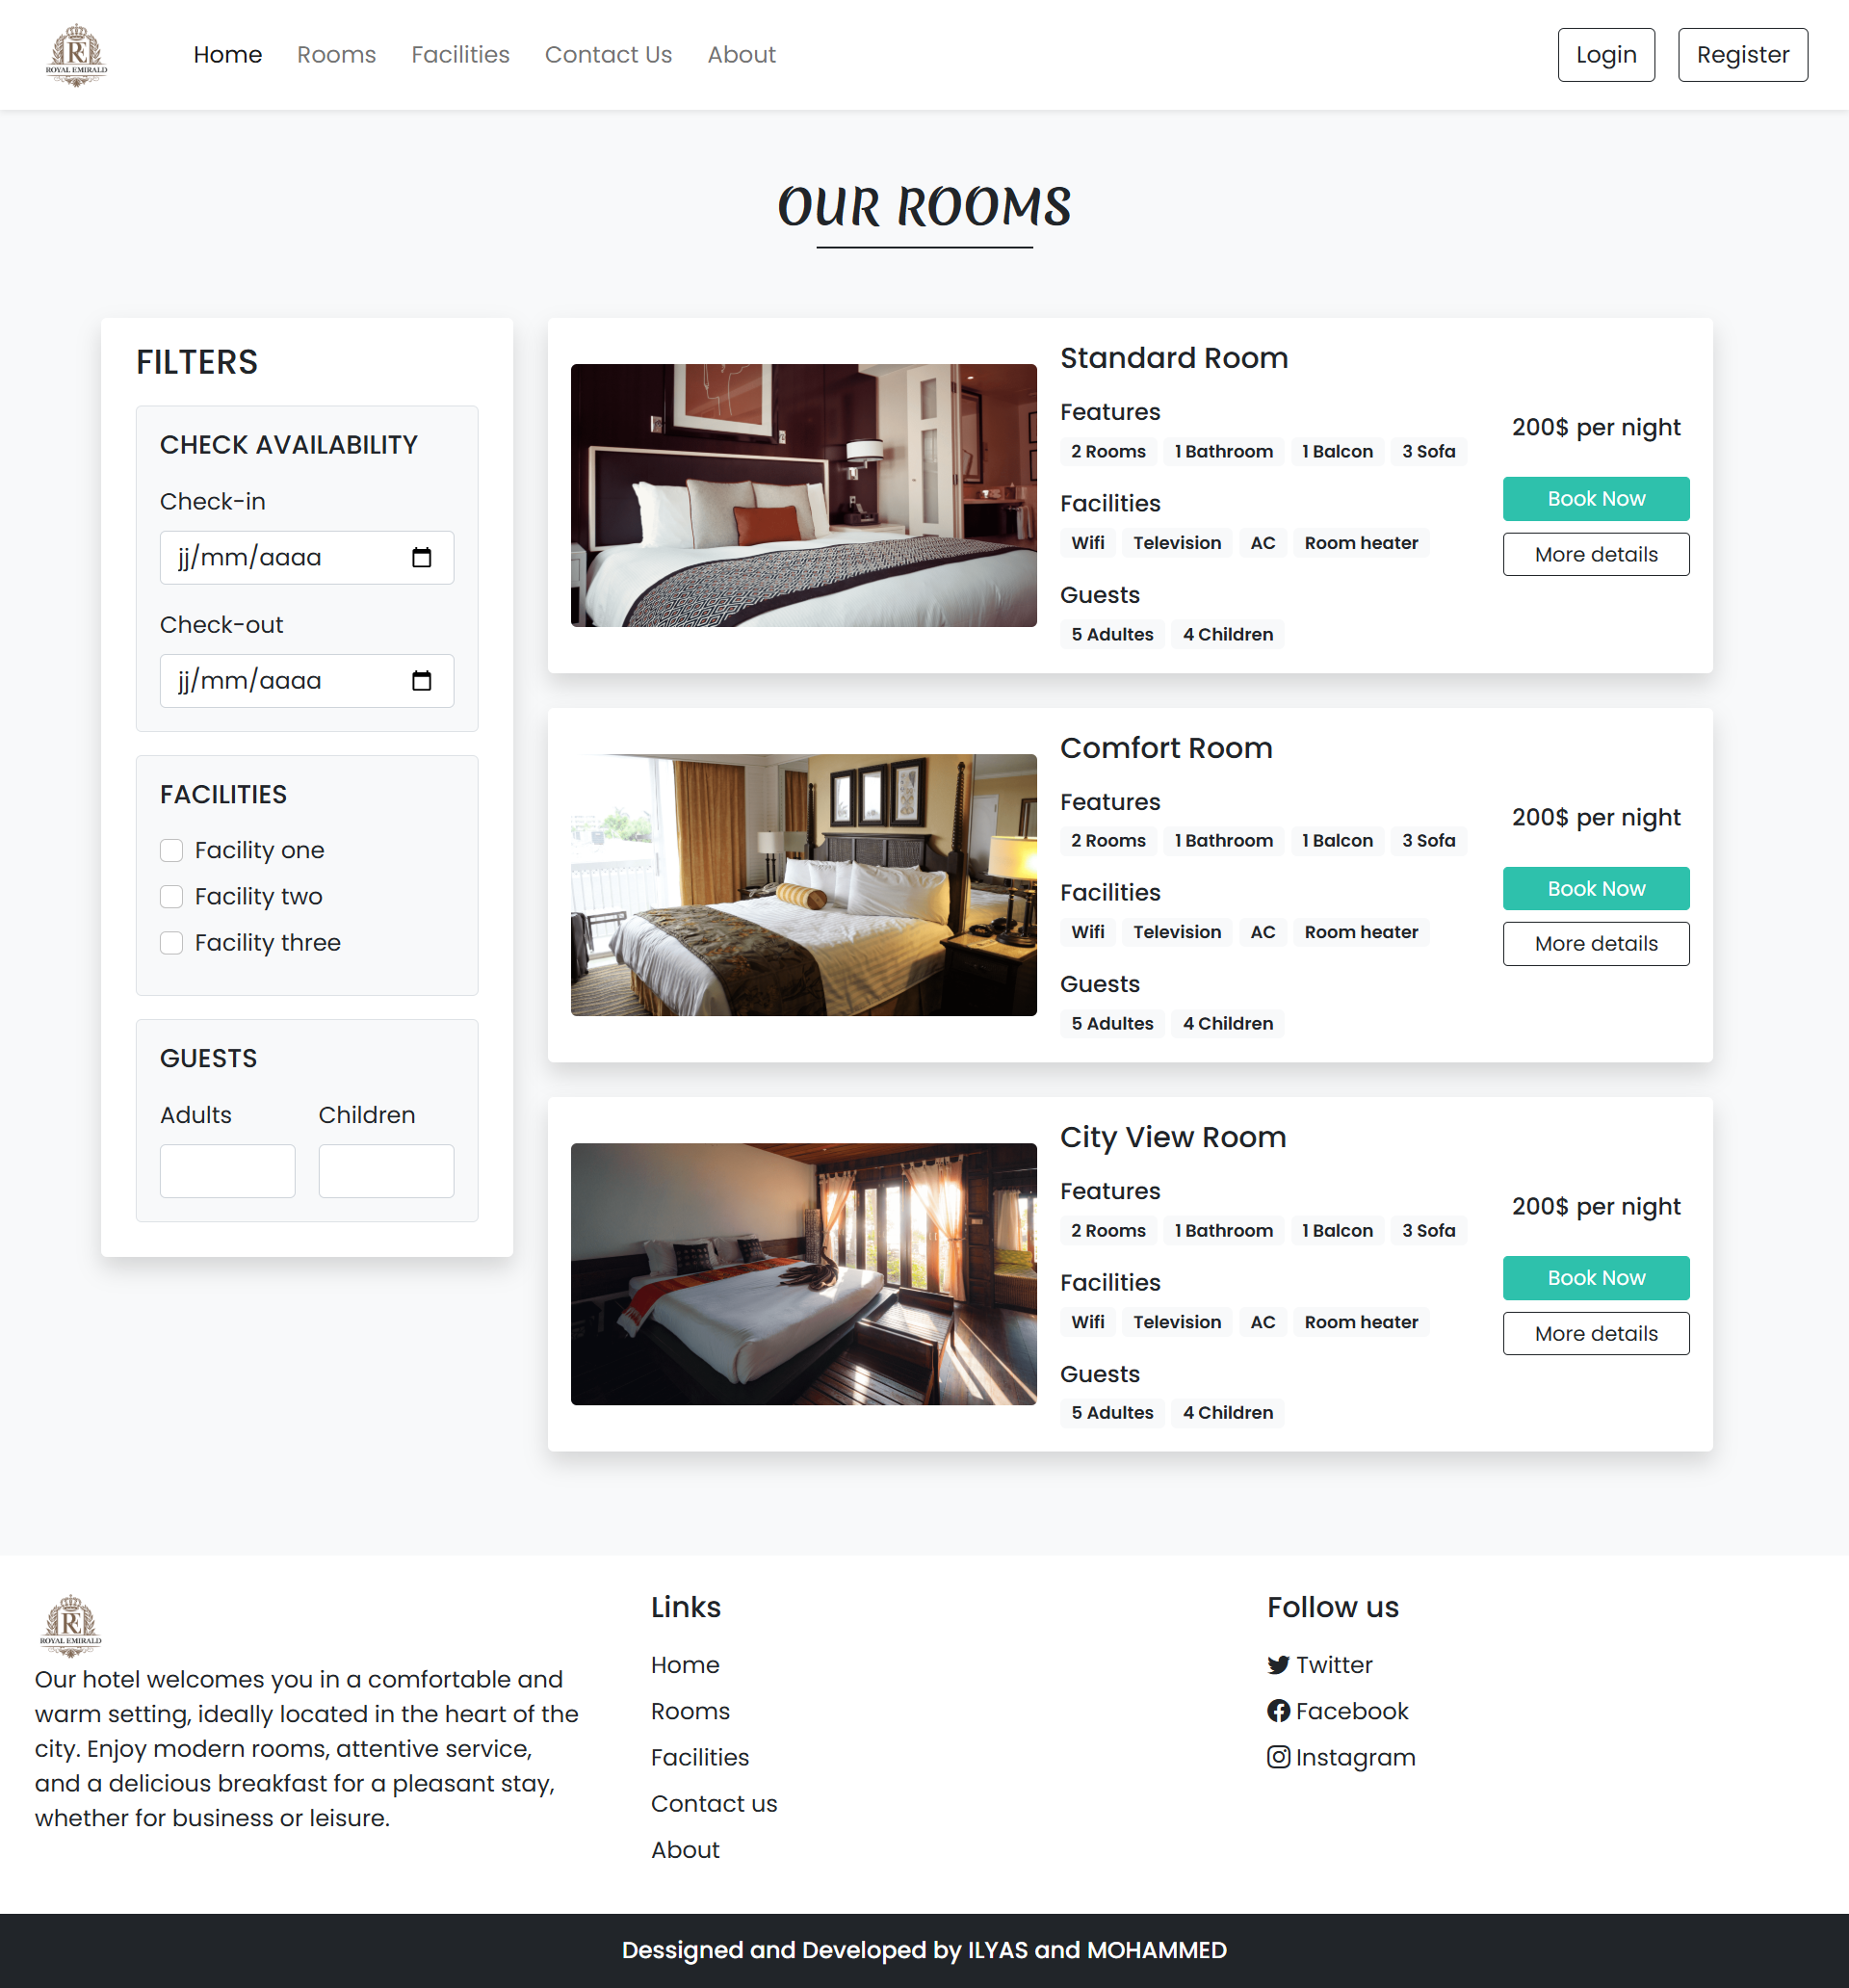 RE
ROYAL EMIRALD
Home Rooms Facilities Contact Us About
Login Register
OUR ROOMS
FILTERS
CHECK AVAILABILITY
Check-in
jj/mm/aaaa
Check-out
jj/mm/aaaa
FACILITIES
Facility one
Facility two
Facility three
GUESTS
Adults Children
Standard Room
Features
2 Rooms 1 Bathroom 1 Balcon 3 Sofa
Facilities
Wifi Television AC Room heater
Guests
5 Adultes 4 Children
200$ per night
Book Now
More details
Comfort Room
Features
2 Rooms 1 Bathroom 1 Balcon 3 Sofa
Facilities
Wifi Television AC Room heater
Guests
5 Adultes 4 Children
200$ per night
Book Now
More details
City View Room
Features
2 Rooms 1 Bathroom 1 Balcon 3 Sofa
Facilities
Wifi Television AC Room heater
Guests
5 Adultes 4 Children
200$ per night
Book Now
More details
RE
ROYAL EMIRALD
Our hotel welcomes you in a comfortable and
warm setting, ideally located in the heart of the
city. Enjoy modern rooms, attentive service,
and a delicious breakfast for a pleasant stay,
whether for business or leisure.
Links
Home
Rooms
Facilities
Contact us
About
Follow us
Twitter
Facebook
Instagram
Dessigned and Developed by ILYAS and MOHAMMED